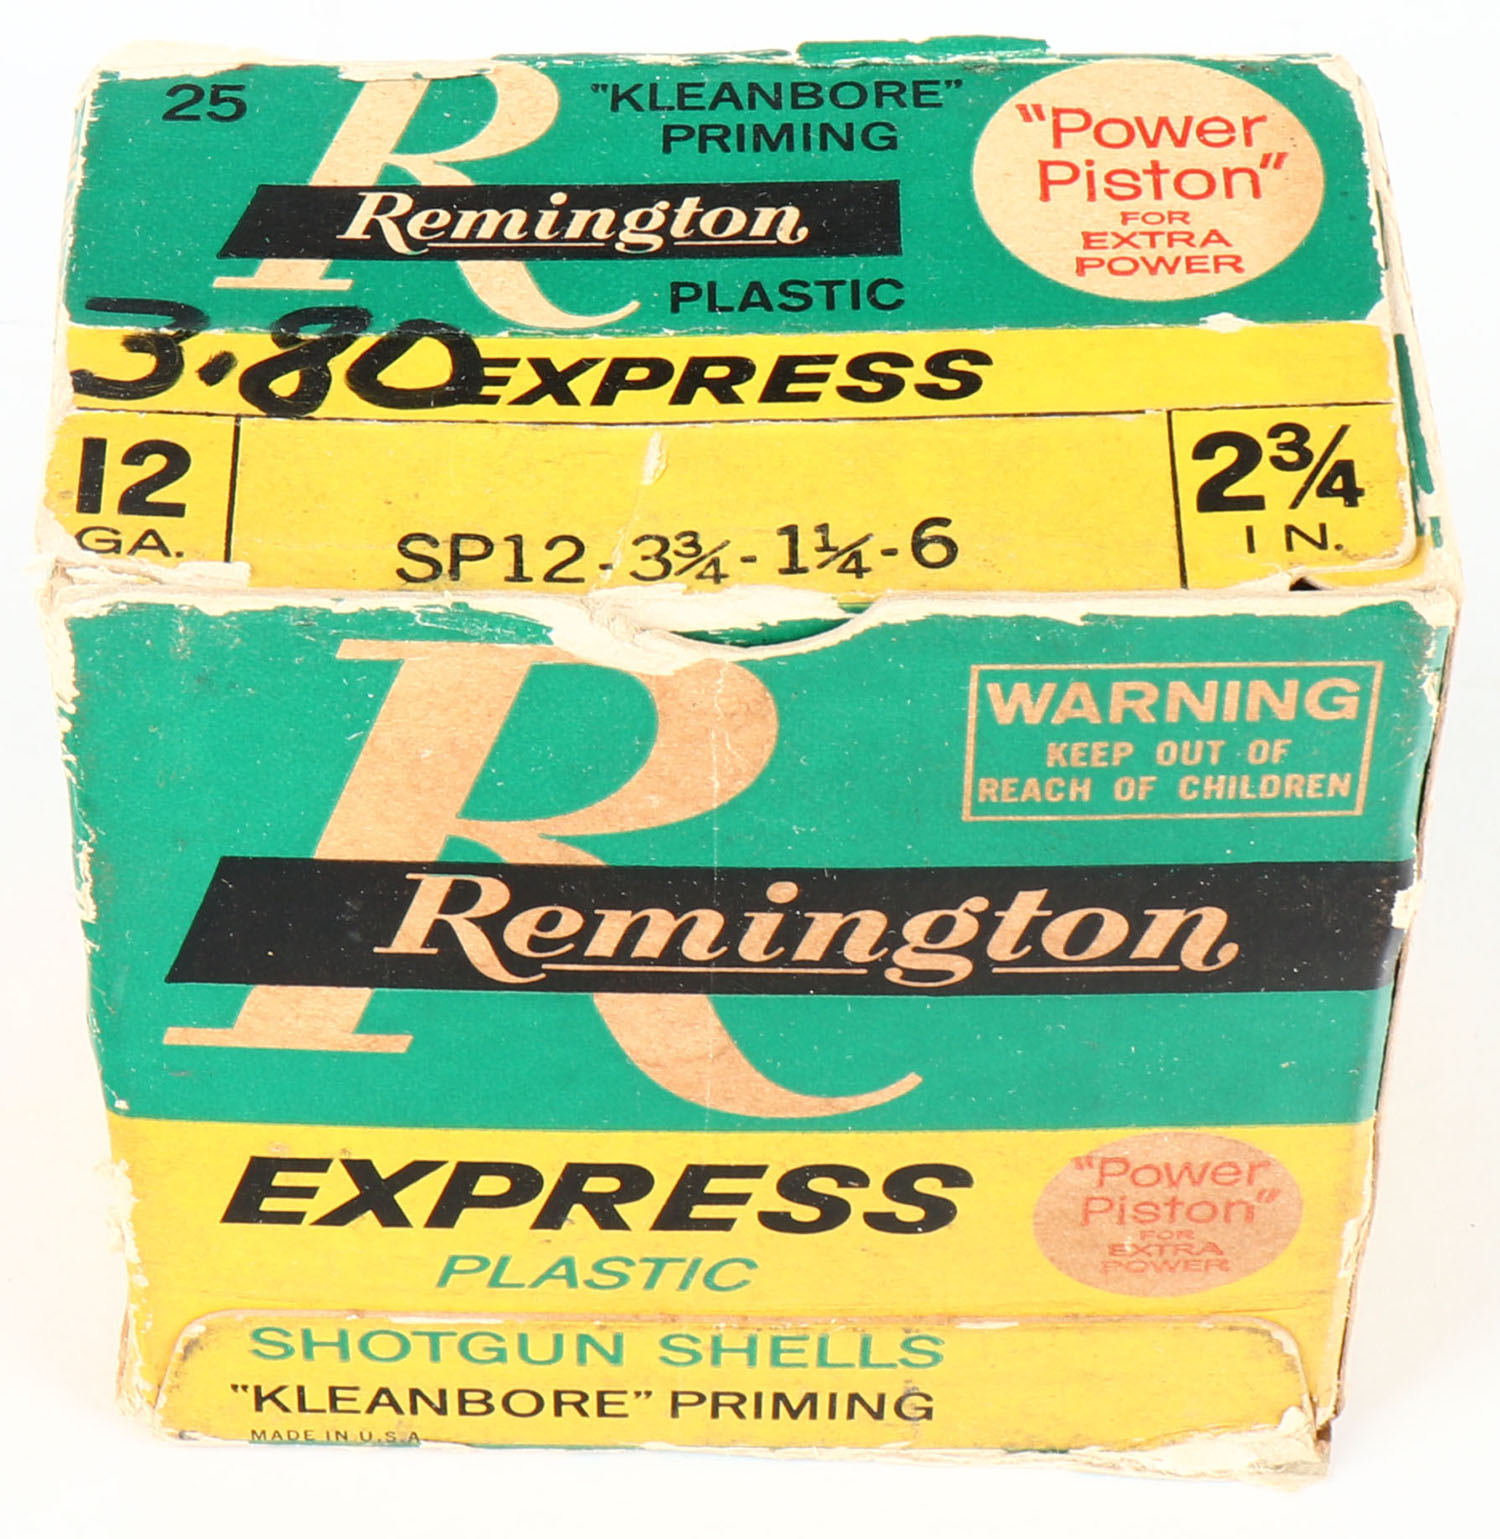 25
R
"KLEANBORE"
PRIMING
Remington
PLASTIC
"Power
Piston"
FOR
EXTRA
POWER
3.80
EXPRESS
12
GA.
SP12-3¾-1¼-6
2¾
IN.
R
WARNING
KEEP OUT OF
REACH OF CHILDREN
Remington
EXPRESS
PLASTIC
"Power
Piston"
FOR
EXTRA
POWER
SHOTGUN SHELLS
"KLEANBORE" PRIMING
MADE IN U.S.A.